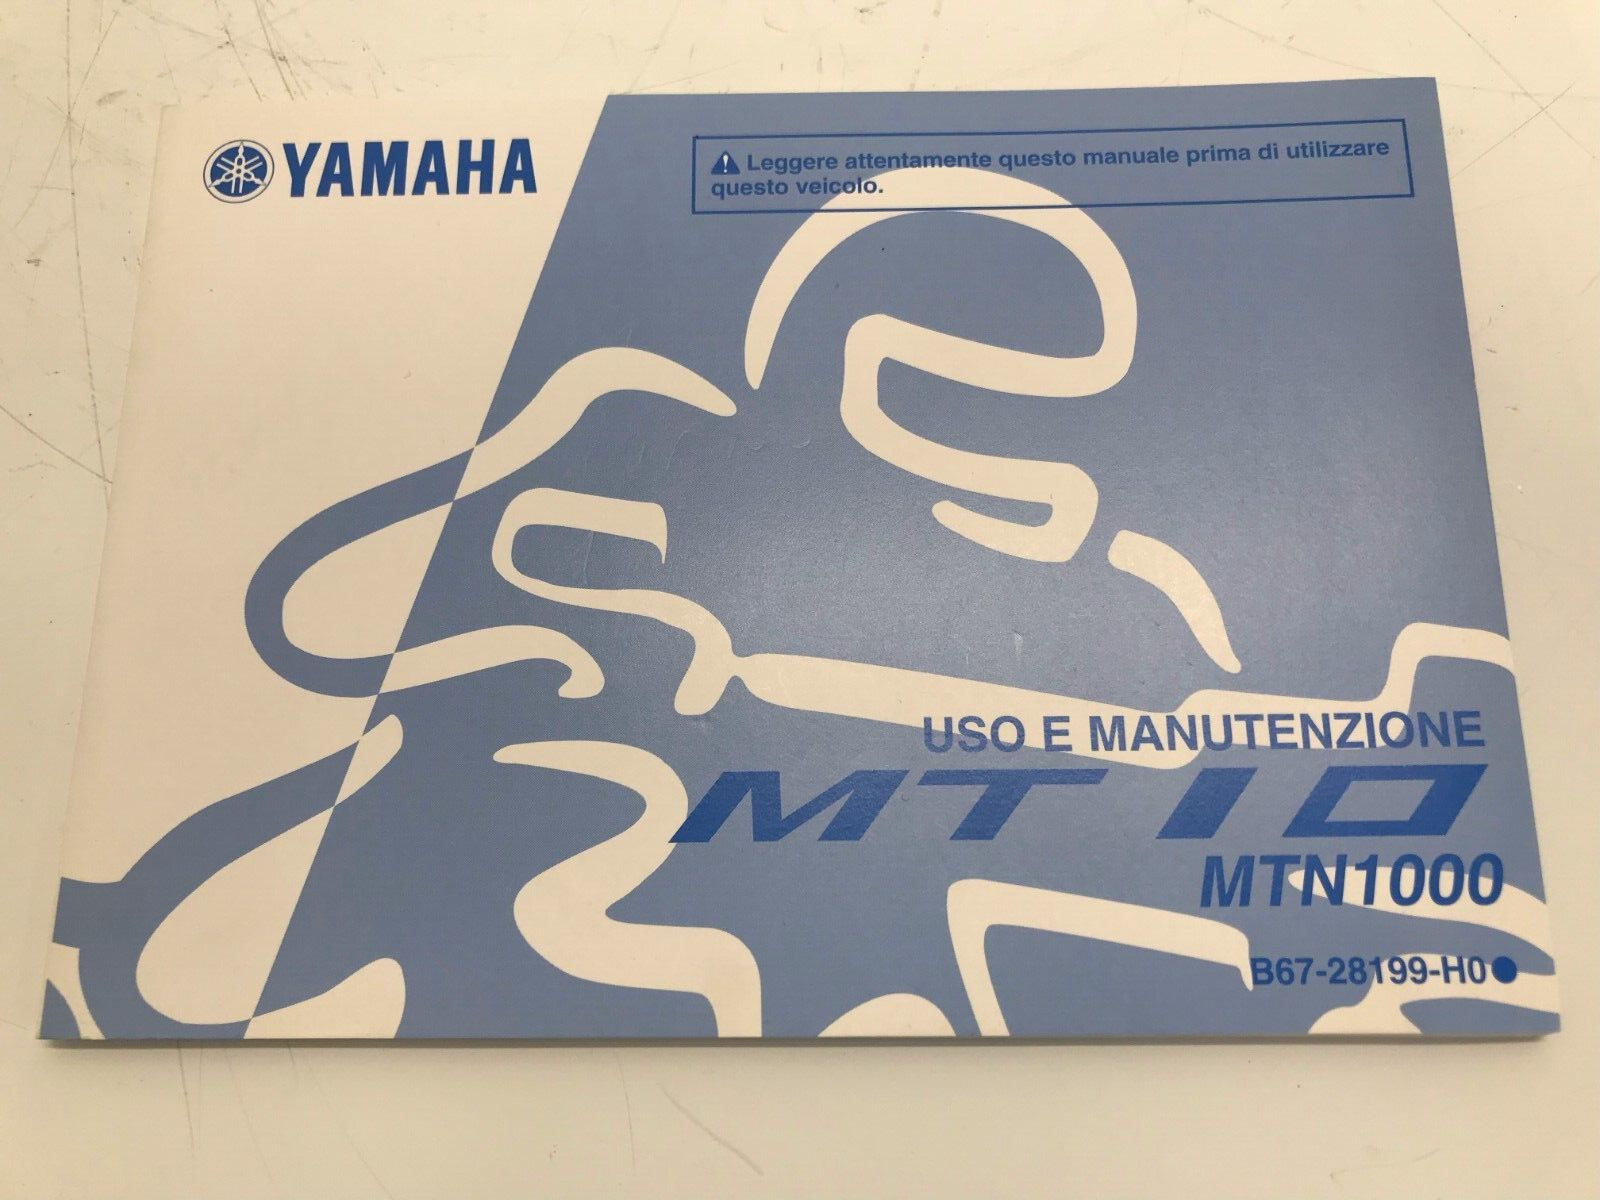 YAMAHA
⚠ Leggere attentamente questo manuale prima di utilizzare
questo veicolo.
USO E MANUTENZIONE
MT 10
MTN1000
B67-28199-H0●